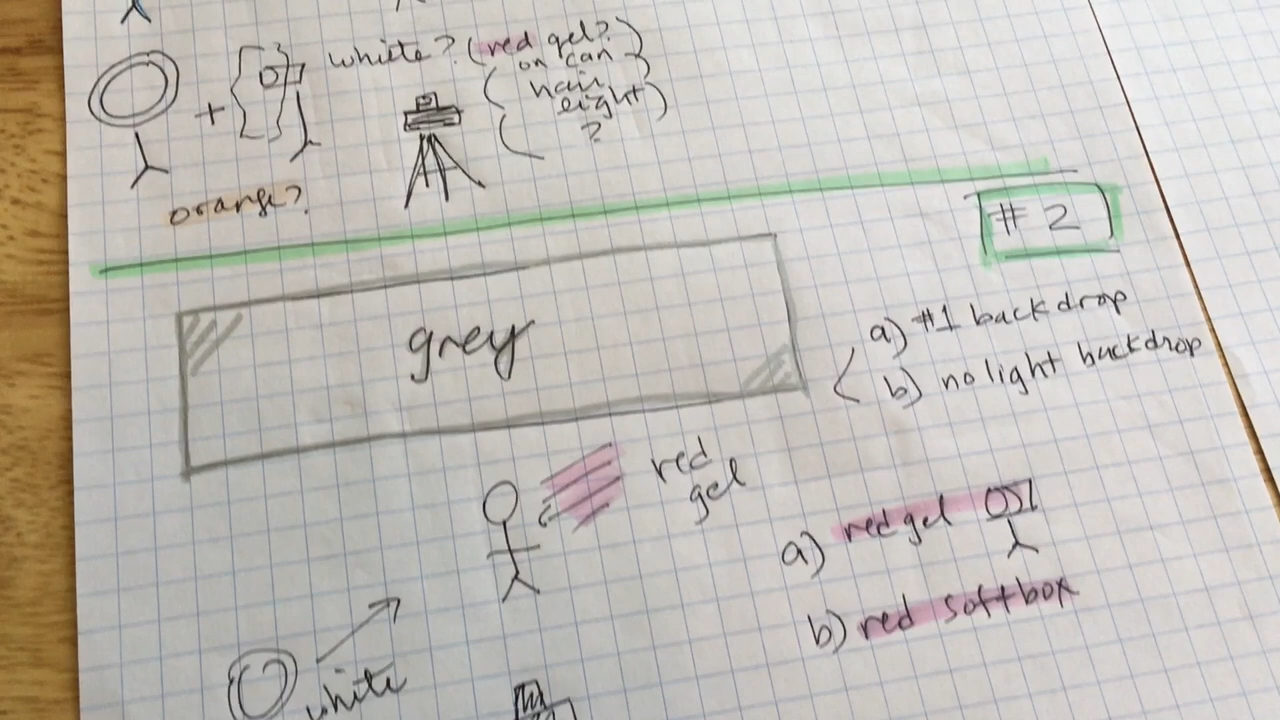 white? (red gel?
on can
hair
light)
?
+
orange?
#2
grey
a) #1 backdrop
b) no light backdrop
red
gel
a) red gel
b) red softbox
white